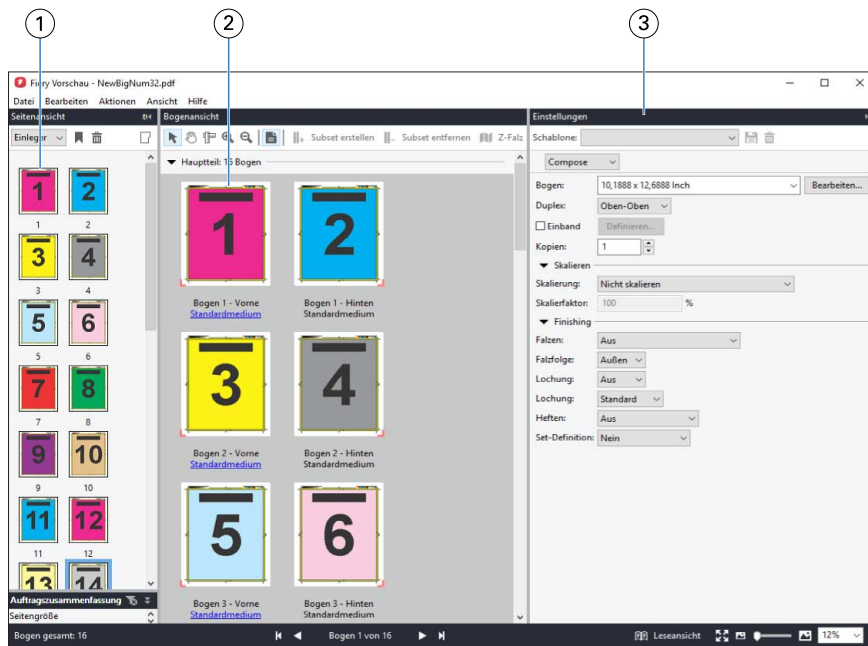 1 2 3
Fiery Vorschau - NewBigNum32.pdf
Datei Bearbeiten Aktionen Ansicht Hilfe
Seitenansicht
Einleger
1 2
1 2
3 4
3 4
5 6
5 6
7 8
7 8
9 10
9 10
11 12
11 12
13 14
Auftragszusammenfassung
Seitengröße
Bogenansicht
Subset erstellen Subset entfernen Z-Falz
Hauptteil: 16 Bogen
1 2
Bogen 1 - Vorne Bogen 1 - Hinten
Standardmedium Standardmedium
3 4
Bogen 2 - Vorne Bogen 2 - Hinten
Standardmedium Standardmedium
5 6
Bogen 3 - Vorne Bogen 3 - Hinten
Standardmedium Standardmedium
Einstellungen
Schablone:
Compose
Bogen: 10,1888 x 12,6888 Inch Bearbeiten...
Duplex: Oben-Oben
Einband Definieren...
Kopien: 1
Skalieren
Skalierung: Nicht skalieren
Skalierfaktor: 100 %
Finishing
Falzen: Aus
Falzfolge: Außen
Lochung: Aus
Lochung: Standard
Heften: Aus
Set-Definition: Nein
Bogen gesamt: 16 Bogen 1 von 16 Leseansicht 12%